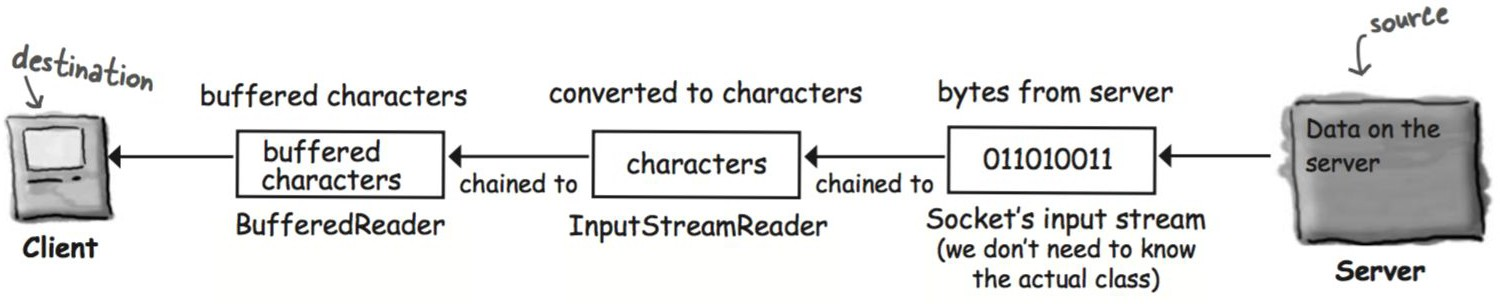 destination
source
buffered characters
converted to characters
bytes from server
buffered
characters
characters
011010011
Data on the
server
chained to
chained to
BufferedReader
InputStreamReader
Socket's input stream
(we don't need to know
the actual class)
Client
Server